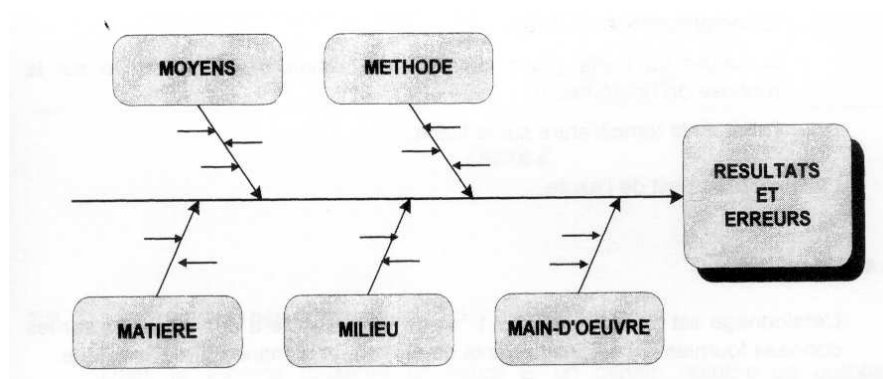 MOYENS
METHODE
RESULTATS
ET
ERREURS
MATIERE
MILIEU
MAIN-D'OEUVRE